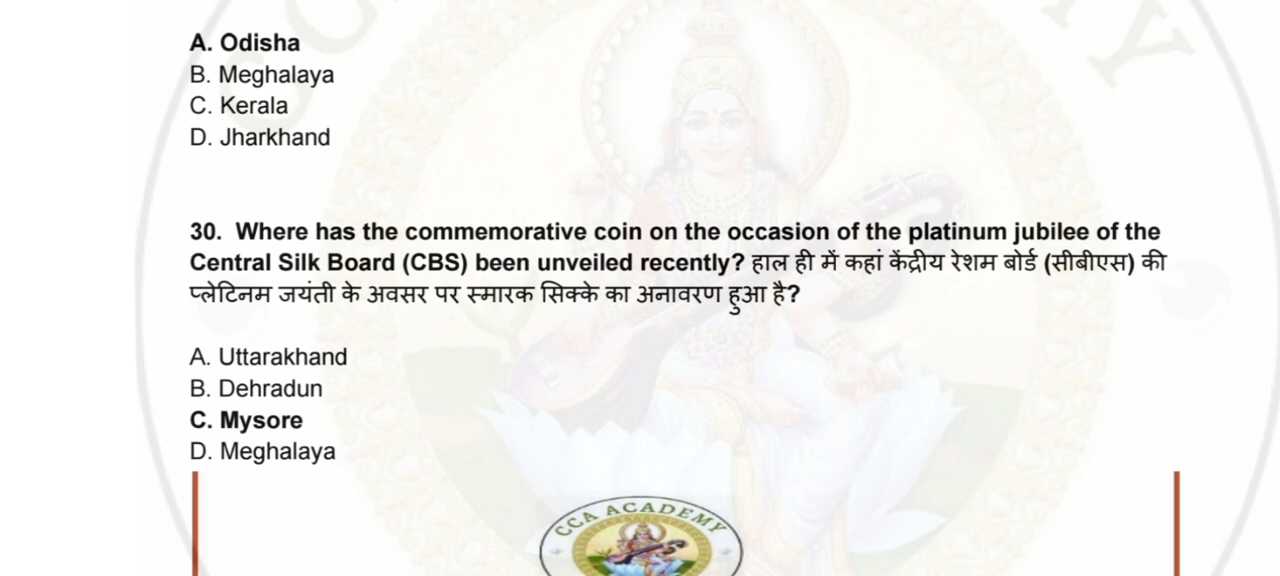 A. Odisha
B. Meghalaya
C. Kerala
D. Jharkhand
30. Where has the commemorative coin on the occasion of the platinum jubilee of the
Central Silk Board (CBS) been unveiled recently? हाल ही में कहां केंद्रीय रेशम बोर्ड (सीबीएस) की
प्लेटिनम जयंती के अवसर पर स्मारक सिक्के का अनावरण हुआ है?
A. Uttarakhand
B. Dehradun
C. Mysore
D. Meghalaya
CCA ACADEMY